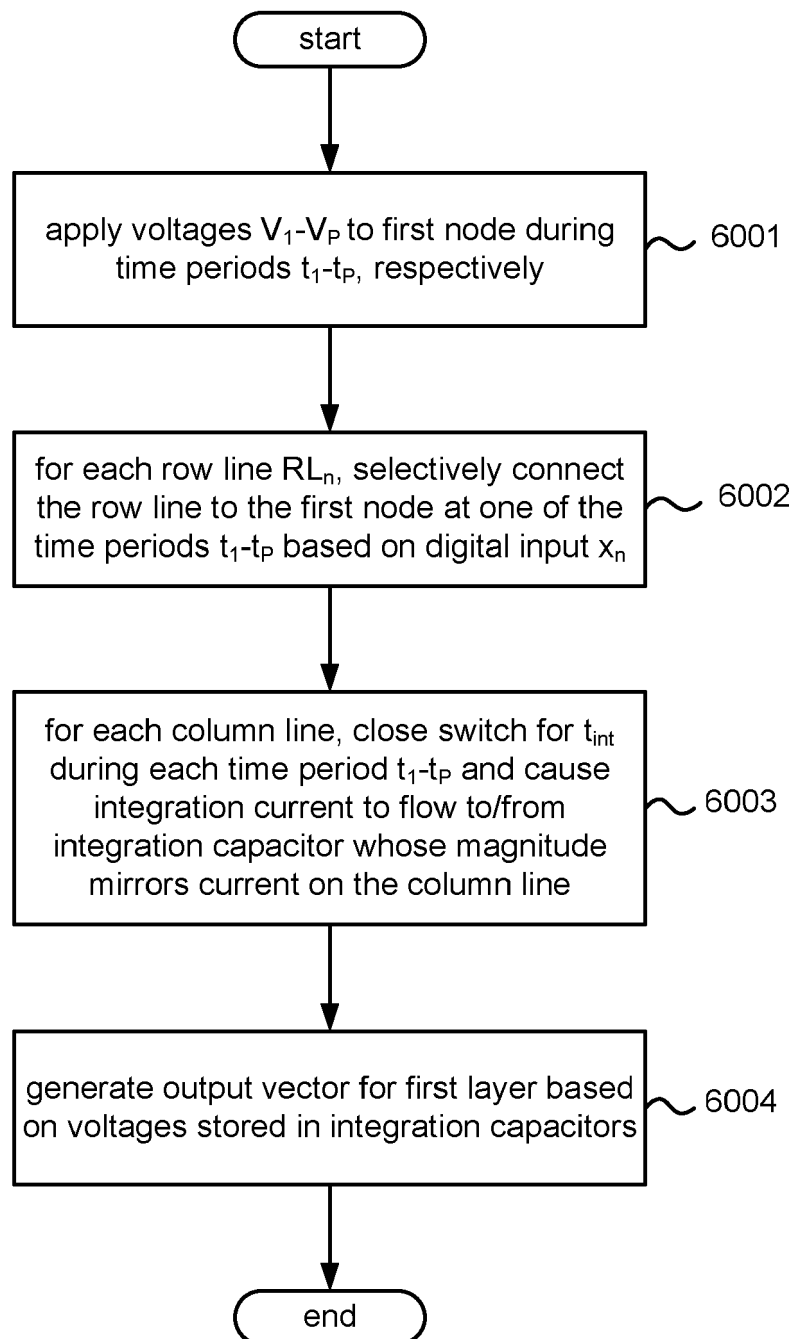 start
apply voltages V₁-Vₚ to first node during
time periods t₁-tₚ, respectively
6001
for each row line RLₙ, selectively connect
the row line to the first node at one of the
time periods t₁-tₚ based on digital input xₙ
6002
for each column line, close switch for tᵢₙₜ
during each time period t₁-tₚ and cause
integration current to flow to/from
integration capacitor whose magnitude
mirrors current on the column line
6003
generate output vector for first layer based
on voltages stored in integration capacitors
6004
end